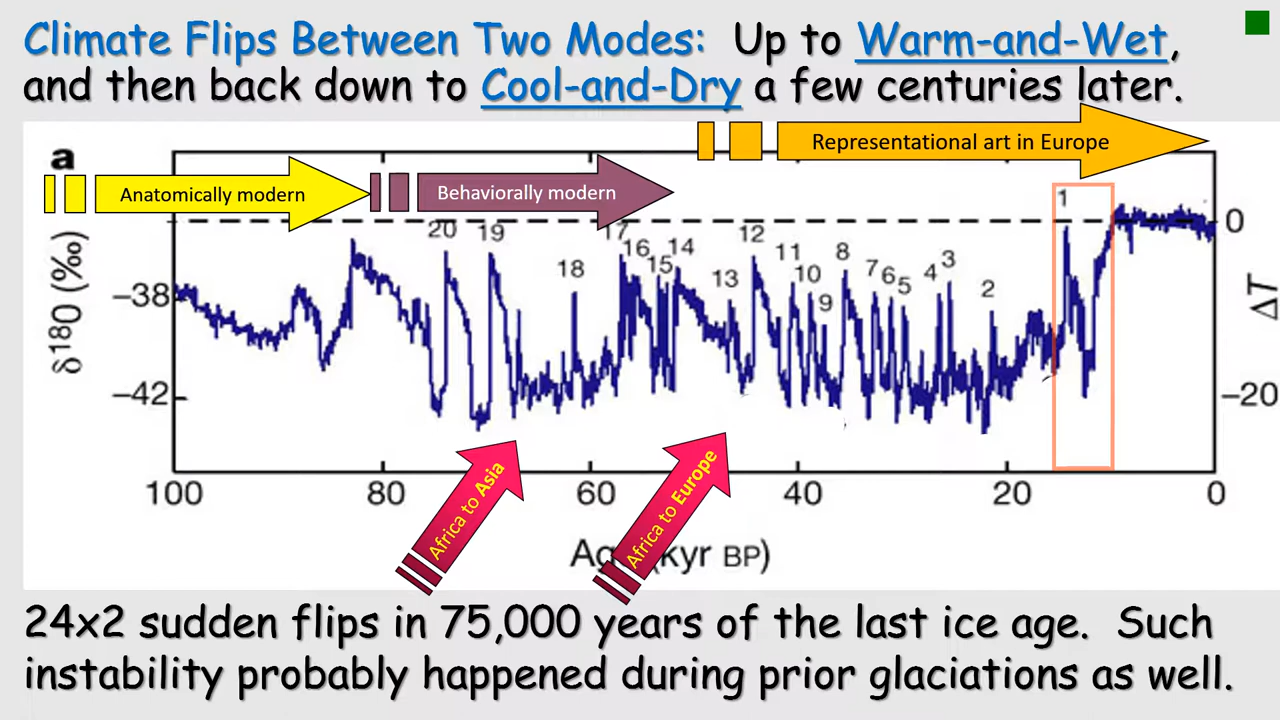 Climate Flips Between Two Modes: Up to Warm-and-Wet,
and then back down to Cool-and-Dry a few centuries later.
a
Representational art in Europe
Anatomically modern
Behaviorally modern
1
0
20
19
18
17
16
15
14
13
12
11
10
9
8
7
6
5
4
3
2
δ18O (‰)
–38
–42
ΔT
–20
Africa to Asia
Africa to Europe
100
80
60
40
20
0
(kyr BP)
24x2 sudden flips in 75,000 years of the last ice age. Such
instability probably happened during prior glaciations as well.